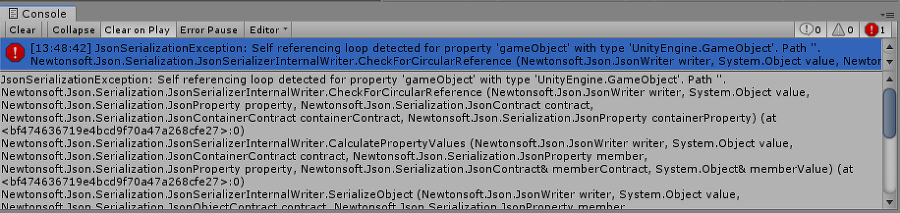 Console
Clear Collapse Clear on Play Error Pause Editor 0 0 1
[13:48:42] JsonSerializationException: Self referencing loop detected for property 'gameObject' with type 'UnityEngine.GameObject'. Path ''.
Newtonsoft.Json.Serialization.JsonSerializerInternalWriter.CheckForCircularReference (Newtonsoft.Json.JsonWriter writer, System.Object value, Newton
JsonSerializationException: Self referencing loop detected for property 'gameObject' with type 'UnityEngine.GameObject'. Path ''.
Newtonsoft.Json.Serialization.JsonSerializerInternalWriter.CheckForCircularReference (Newtonsoft.Json.JsonWriter writer, System.Object value,
Newtonsoft.Json.Serialization.JsonProperty property, Newtonsoft.Json.Serialization.JsonContract contract,
Newtonsoft.Json.Serialization.JsonContainerContract containerContract, Newtonsoft.Json.Serialization.JsonProperty containerProperty) (at
<bf474636719e4bcd9f70a47a268cfe27>:0)
Newtonsoft.Json.Serialization.JsonSerializerInternalWriter.CalculatePropertyValues (Newtonsoft.Json.JsonWriter writer, System.Object value,
Newtonsoft.Json.Serialization.JsonContainerContract contract, Newtonsoft.Json.Serialization.JsonProperty member,
Newtonsoft.Json.Serialization.JsonProperty property, Newtonsoft.Json.Serialization.JsonContract& memberContract, System.Object& memberValue) (at
<bf474636719e4bcd9f70a47a268cfe27>:0)
Newtonsoft.Json.Serialization.JsonSerializerInternalWriter.SerializeObject (Newtonsoft.Json.JsonWriter writer, System.Object value,
Newtonsoft.Json.Serialization.JsonObjectContract contract, Newtonsoft.Json.Serialization.JsonProperty member,